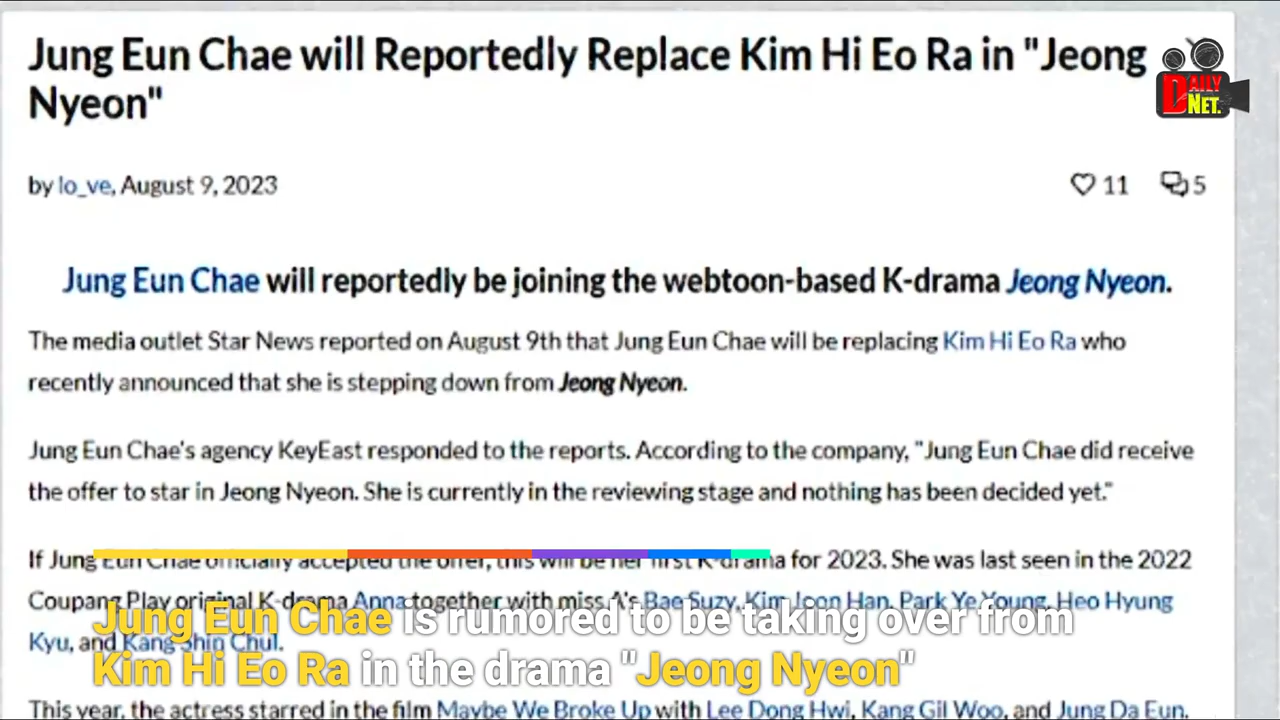 Jung Eun Chae will Reportedly Replace Kim Hi Eo Ra in "Jeong
Nyeon"
DAILY
NET.
by lo_ve, August 9, 2023
11
5
Jung Eun Chae will reportedly be joining the webtoon-based K-drama Jeong Nyeon.
The media outlet Star News reported on August 9th that Jung Eun Chae will be replacing Kim Hi Eo Ra who
recently announced that she is stepping down from Jeong Nyeon.
Jung Eun Chae's agency KeyEast responded to the reports. According to the company, "Jung Eun Chae did receive
the offer to star in Jeong Nyeon. She is currently in the reviewing stage and nothing has been decided yet."
If Jung Eun Chae officially accepted the offer, this will be her first K-drama for 2023. She was last seen in the 2022
Coupang Play original K-drama Anna together with miss A's Bae Suzy, Kim Joon Han, Park Ye Young, Heo Hyung
Kyu, and Kang Shin Chul.
Jung Eun Chae is rumored to be taking over from
Kim Hi Eo Ra in the drama "Jeong Nyeon"
This year, the actress starred in the film Maybe We Broke Up with Lee Dong Hwi, Kang Gil Woo, and Jung Da Eun.